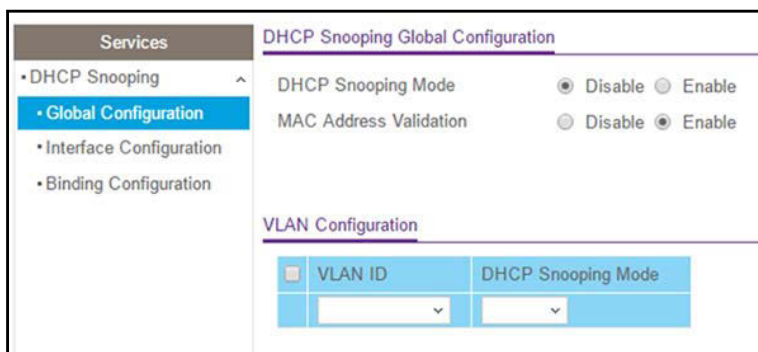 Services
• DHCP Snooping
• Global Configuration
• Interface Configuration
• Binding Configuration
DHCP Snooping Global Configuration
DHCP Snooping Mode Disable Enable
MAC Address Validation Disable Enable
VLAN Configuration
VLAN ID DHCP Snooping Mode